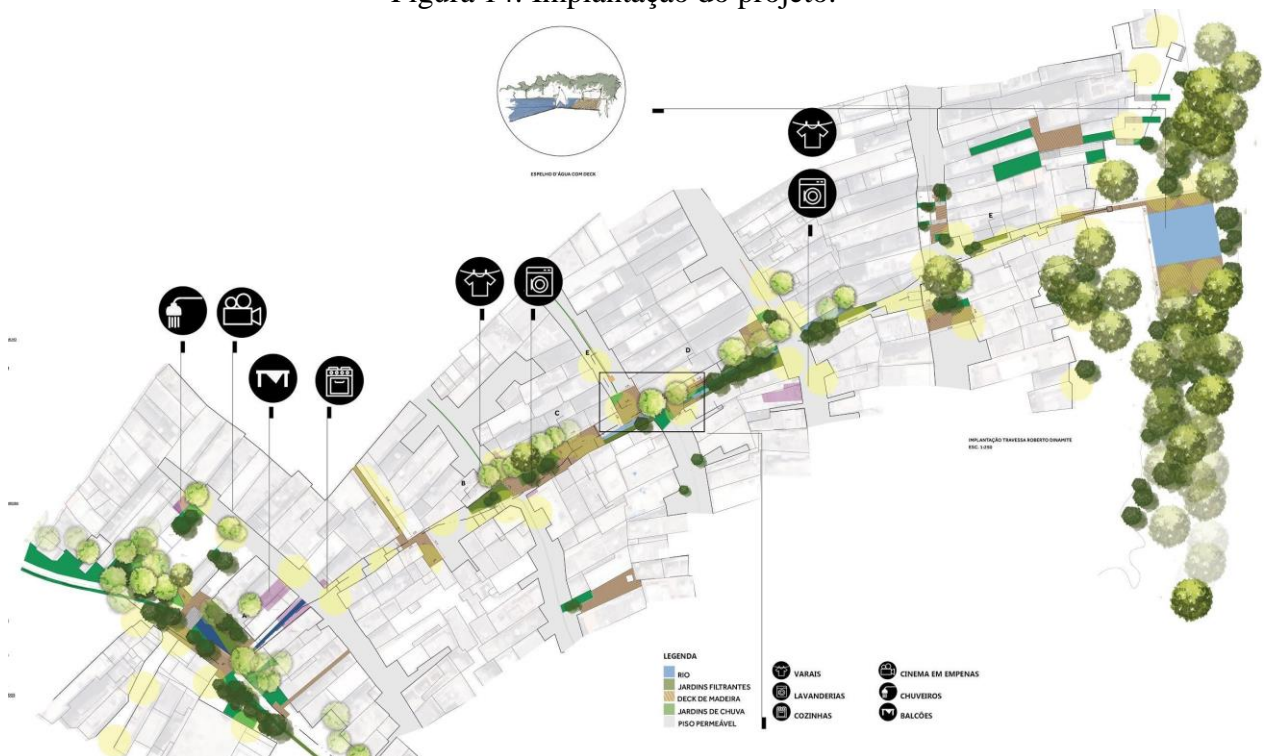 Figura 14. Implantação do projeto.
ESPELHO D'ÁGUA COM DECK
E
E
D
C
B
A
IMPLANTAÇÃO TRAVESSA ROBERTO DINAMITE
ESC. 1:200
LEGENDA
RIO
JARDINS FILTRANTES
DECK DE MADEIRA
JARDINS DE CHUVA
PISO PERMEÁVEL
VARAIS
LAVANDERIAS
COZINHAS
CINEMA EM EMPENAS
CHUVEIROS
BALCÕES